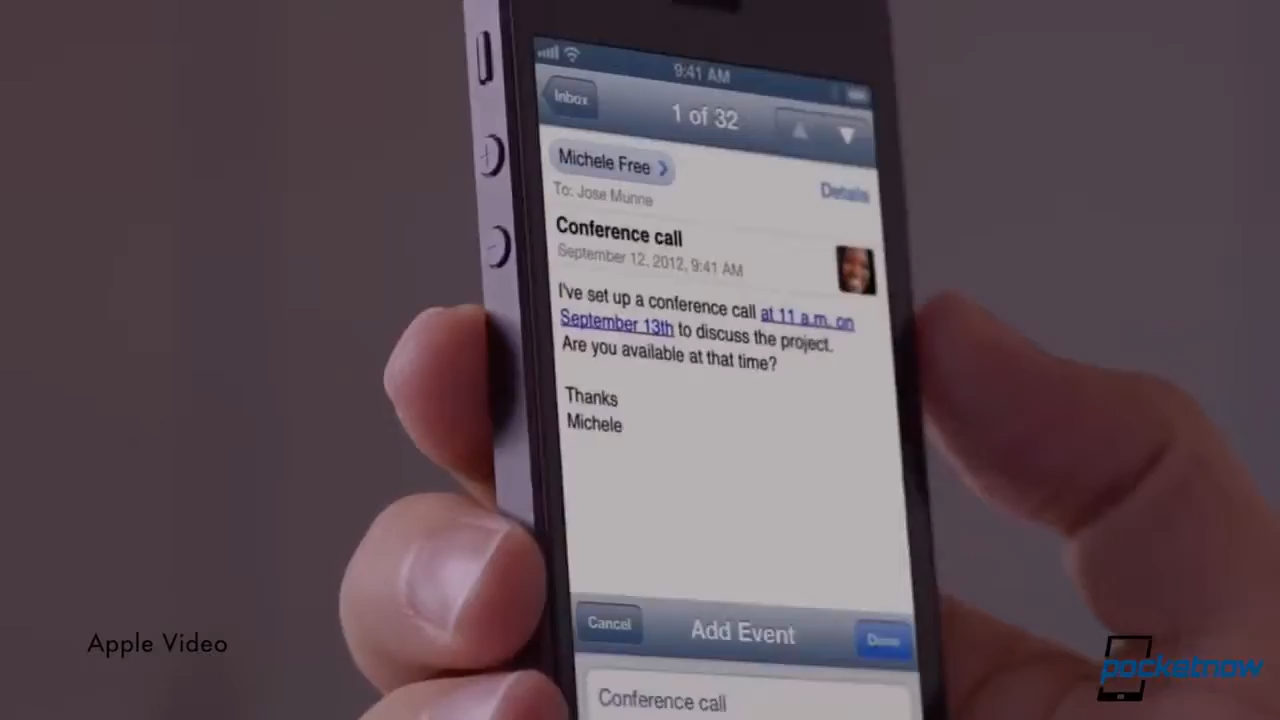 9:41 AM
Inbox
1 of 32
Michele Free
Details
To: Jose Munne
Conference call
September 12, 2012, 9:41 AM
I've set up a conference call at 11 a.m. on
September 13th to discuss the project.
Are you available at that time?
Thanks
Michele
Cancel
Add Event
Done
Conference call
Apple Video
pocketnow